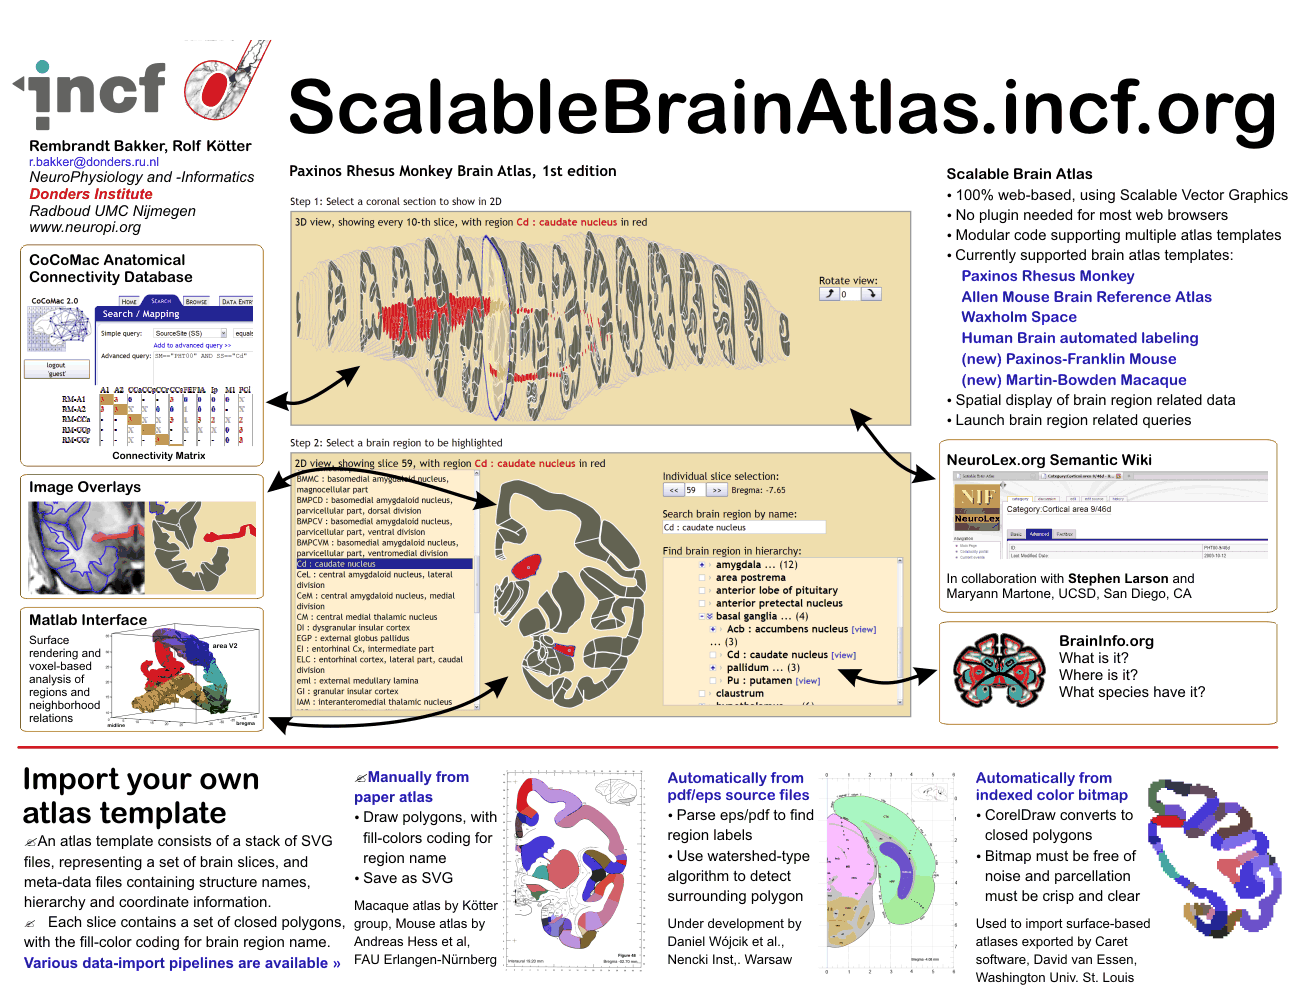 incf
ScalableBrainAtlas.incf.org
Rembrandt Bakker, Rolf Kötter
r.bakker@donders.ru.nl
NeuroPhysiology and -Informatics
Donders Institute
Radboud UMC Nijmegen
www.neuropi.org
CoCoMac Anatomical
Connectivity Database
CoCoMac 2.0
HOME SEARCH BROWSE DATA ENTRY
Search / Mapping
Simple query: SourceSite (SS) equals
Add to advanced query >>
Advanced query: SM=="PHT00" AND SS=="Cd"
logout
'guest'
RM-A1
RM-A2
RM-CCa
RM-CCp
RM-CCr
Connectivity Matrix
Image Overlays
Matlab Interface
Surface
rendering and
voxel-based
analysis of
regions and
neighborhood
relations
area V2
midline
bregma
Paxinos Rhesus Monkey Brain Atlas, 1st edition
Step 1: Select a coronal section to show in 2D
3D view, showing every 10-th slice, with region Cd : caudate nucleus in red
Rotate view:
0
Step 2: Select a brain region to be highlighted
2D view, showing slice 59, with region Cd : caudate nucleus in red
BMMC : basomedial amygdaloid nucleus,
magnocellular part
BMPCD : basomedial amygdaloid nucleus,
parvicellular part, dorsal division
BMPCV : basomedial amygdaloid nucleus,
parvicellular part, ventral division
BMPCVM : basomedial amygdaloid nucleus,
parvicellular part, ventromedial division
Cd : caudate nucleus
CeL : central amygdaloid nucleus, lateral
division
CeM : central amygdaloid nucleus, medial
division
CM : central medial thalamic nucleus
DI : dysgranular insular cortex
EGP : external globus pallidus
EI : entorhinal Cx, intermediate part
ELC : entorhinal cortex, lateral part, caudal
division
eml : external medullary lamina
GI : granular insular cortex
IAM : interanteromedial thalamic nucleus
Individual slice selection:
<< 59 >> Bregma: -7.65
Search brain region by name:
Cd : caudate nucleus
Find brain region in hierarchy:
amygdala ... (12)
area postrema
anterior lobe of pituitary
anterior pretectal nucleus
basal ganglia ... (4)
Acb : accumbens nucleus [view]
... (3)
Cd : caudate nucleus [view]
pallidum ... (3)
Pu : putamen [view]
claustrum
Scalable Brain Atlas
• 100% web-based, using Scalable Vector Graphics
• No plugin needed for most web browsers
• Modular code supporting multiple atlas templates
• Currently supported brain atlas templates:
Paxinos Rhesus Monkey
Allen Mouse Brain Reference Atlas
Waxholm Space
Human Brain automated labeling
(new) Paxinos-Franklin Mouse
(new) Martin-Bowden Macaque
• Spatial display of brain region related data
• Launch brain region related queries
NeuroLex.org Semantic Wiki
NIF
NeuroLex
Category:Cortical area 9/46d
In collaboration with Stephen Larson and
Maryann Martone, UCSD, San Diego, CA
BrainInfo.org
What is it?
Where is it?
What species have it?
Import your own
atlas template
An atlas template consists of a stack of SVG
files, representing a set of brain slices, and
meta-data files containing structure names,
hierarchy and coordinate information.
Each slice contains a set of closed polygons,
with the fill-color coding for brain region name.
Various data-import pipelines are available »
Manually from
paper atlas
• Draw polygons, with
fill-colors coding for
region name
• Save as SVG
Macaque atlas by Kötter
group, Mouse atlas by
Andreas Hess et al,
FAU Erlangen-Nürnberg
Automatically from
pdf/eps source files
• Parse eps/pdf to find
region labels
• Use watershed-type
algorithm to detect
surrounding polygon
Under development by
Daniel Wójcik et al.,
Nencki Inst,. Warsaw
Automatically from
indexed color bitmap
• CorelDraw converts to
closed polygons
• Bitmap must be free of
noise and parcellation
must be crisp and clear
Used to import surface-based
atlases exported by Caret
software, David van Essen,
Washington Univ. St. Louis